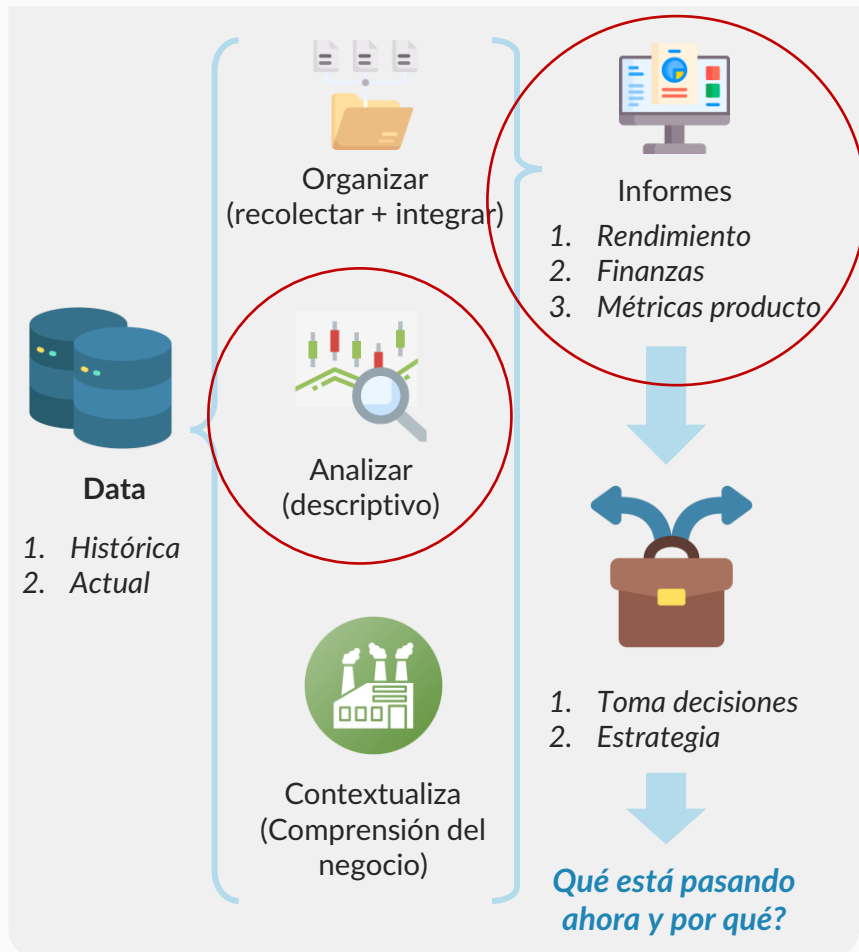 Data
1. Histórica
2. Actual
Organizar
(recolectar + integrar)
Analizar
(descriptivo)
Contextualiza
(Comprensión del
negocio)
Informes
1. Rendimiento
2. Finanzas
3. Métricas producto
1. Toma decisiones
2. Estrategia
Qué está pasando
ahora y por qué?